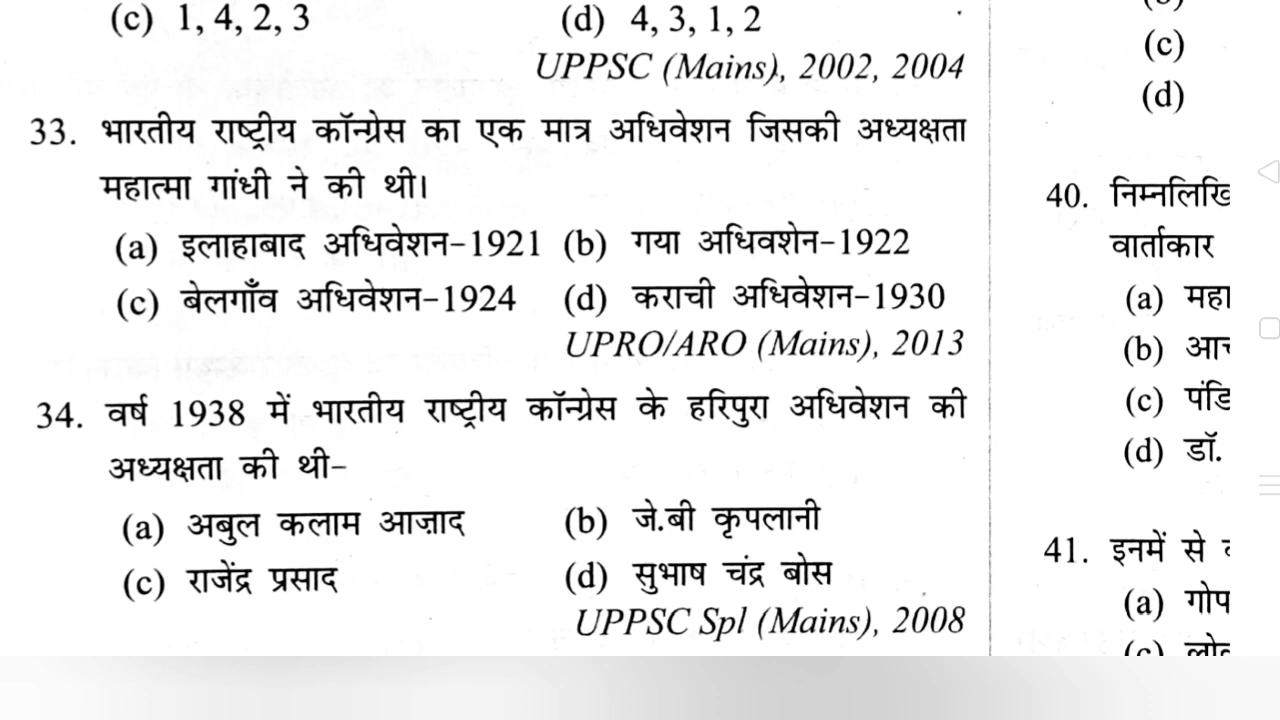 (c) 1, 4, 2, 3
(d) 4, 3, 1, 2
UPPSC (Mains), 2002, 2004
33. भारतीय राष्ट्रीय कॉन्ग्रेस का एक मात्र अधिवेशन जिसकी अध्यक्षता
महात्मा गांधी ने की थी।
(a) इलाहाबाद अधिवेशन-1921 (b) गया अधिवशेन-1922
(c) बेलगाँव अधिवेशन-1924 (d) कराची अधिवेशन-1930
UPRO/ARO (Mains), 2013
34. वर्ष 1938 में भारतीय राष्ट्रीय कॉन्ग्रेस के हरिपुरा अधिवेशन की
अध्यक्षता की थी-
(a) अबुल कलाम आज़ाद (b) जे.बी कृपलानी
(c) राजेंद्र प्रसाद (d) सुभाष चंद्र बोस
UPPSC Spl (Mains), 2008
(c)
(d)
40.
वार्ताकार
(a) महा
(b)
(c)
(d) डॉ.
41. इनमें से
(a) गोप